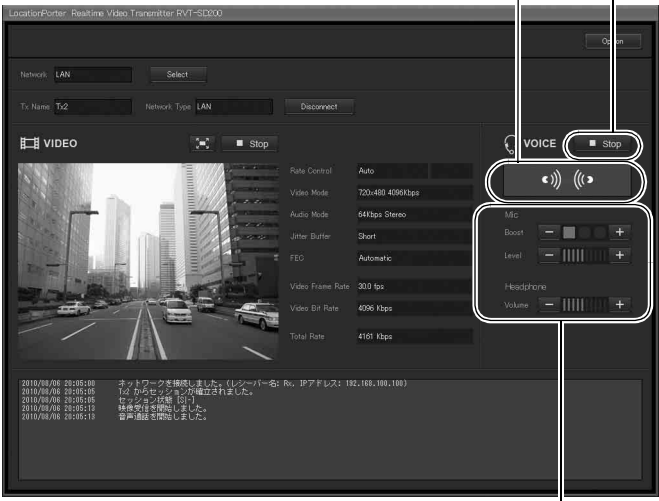 LocationPorter Realtime Video Transmitter RVT-SD200
Option
Network LAN Select
Tx Name Tx2 Network Type LAN Disconnect
VIDEO Stop
VOICE Stop
Rate Control Auto
Video Mode 720x480 4096Kbps
Audio Mode 64Kbps Stereo
Jitter Buffer Short
FEC Automatic
Video Frame Rate 30.0 fps
Video Bit Rate 4096 Kbps
Total Rate 4161 Kbps
Mic
Boost − +
Level − +
Headphone
Volume − +
2010/08/06 20:05:00 ネットワークを接続しました。(レシーバー名: Rx, IPアドレス: 192.168.100.100)
2010/08/06 20:05:05 Tx2 からセッションが確立されました。
2010/08/06 20:05:05 セッション状態 [S|-]
2010/08/06 20:05:13 映像受信を開始しました。
2010/08/06 20:05:13 音声通話を開始しました。